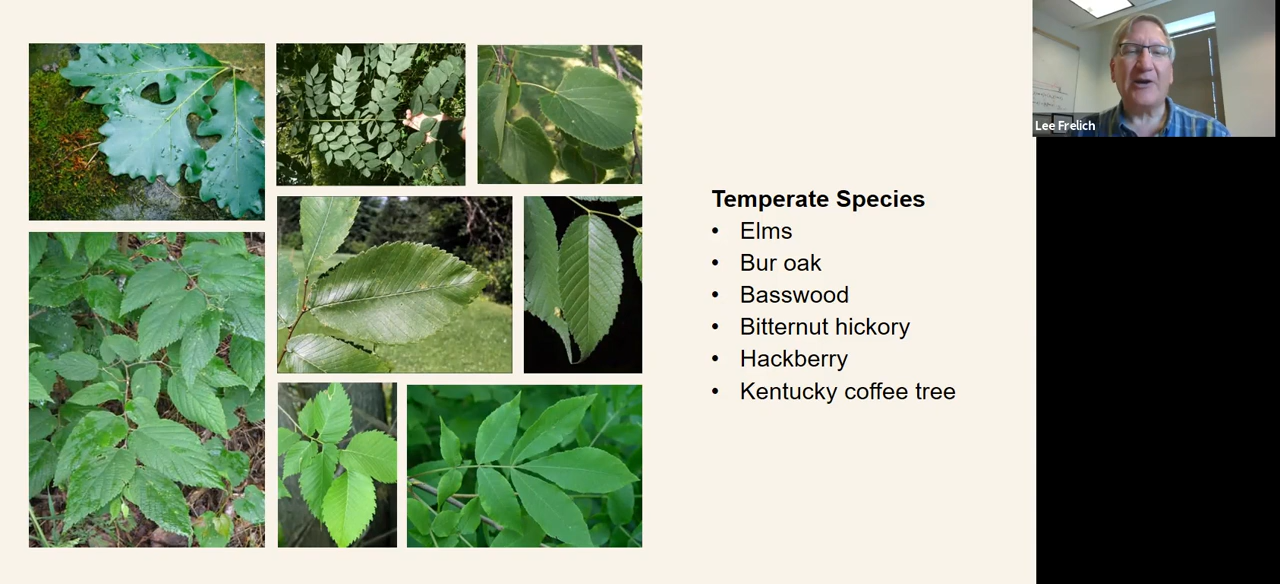 Lee Frelich
Temperate Species
• Elms
• Bur oak
• Basswood
• Bitternut hickory
• Hackberry
• Kentucky coffee tree